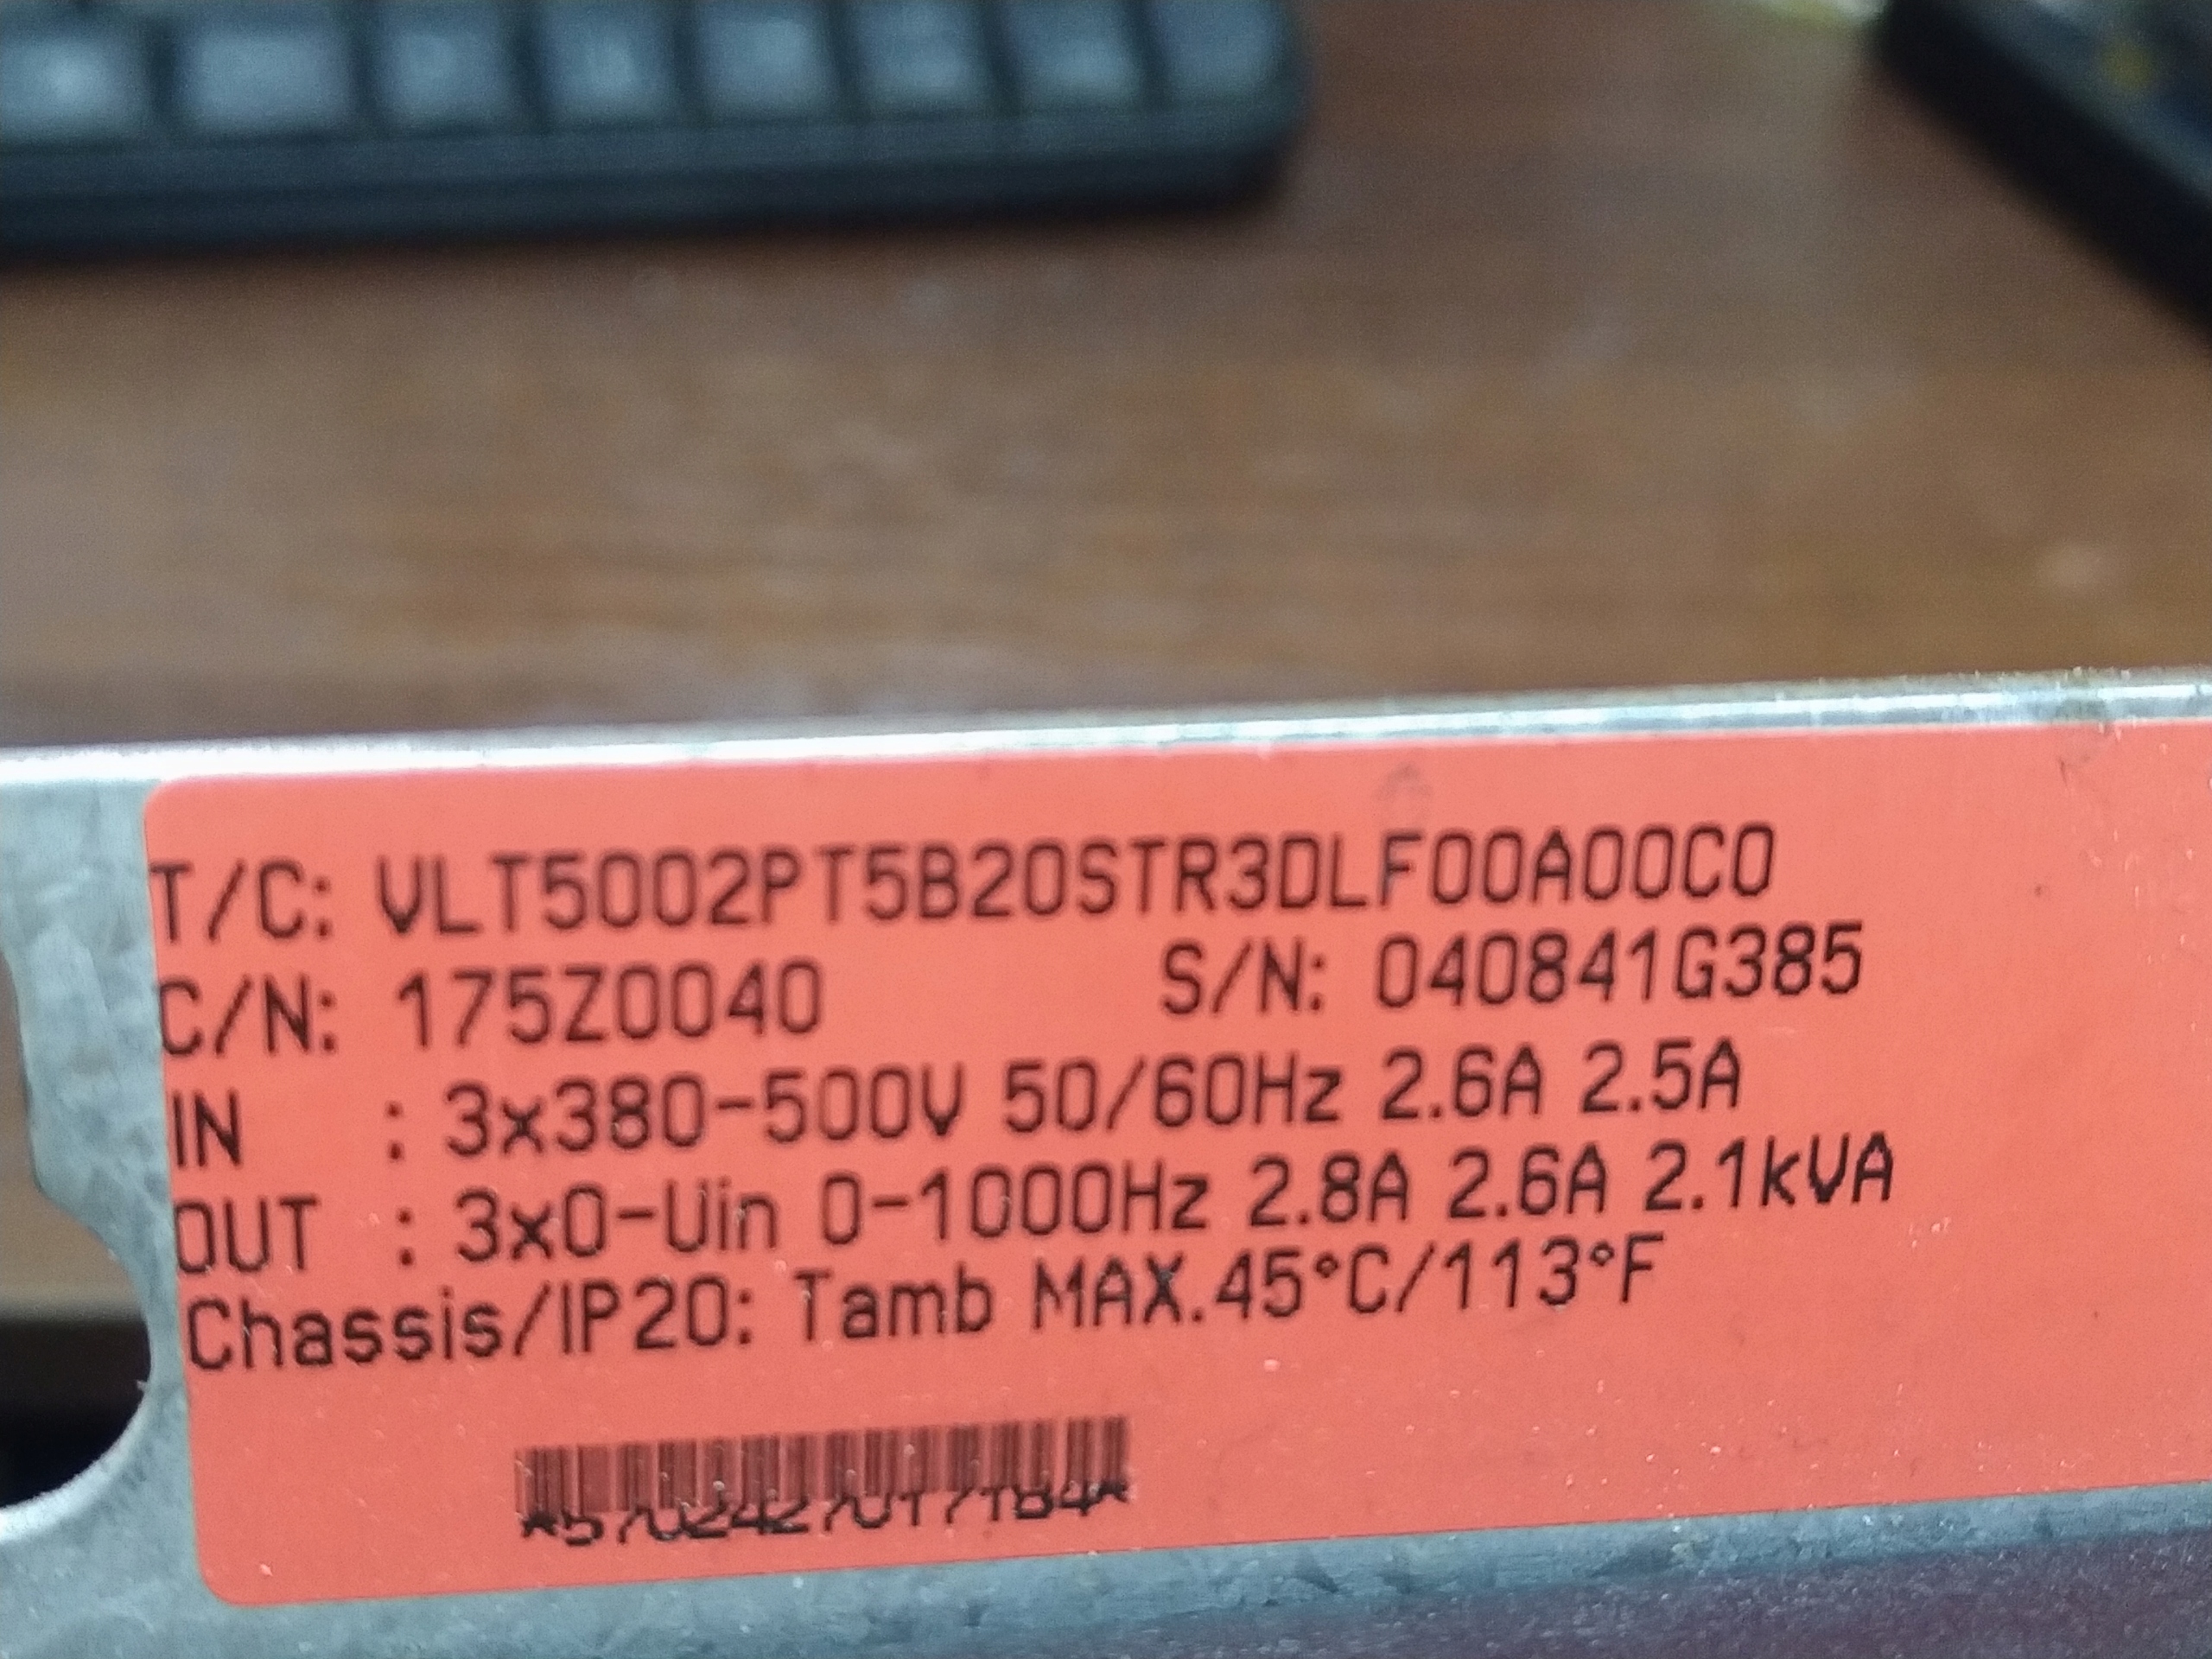 T/C: VLT5002PT5B20STR3DLF00A00C0
C/N: 175Z0040 S/N: 040841G385
IN : 3x380-500V 50/60Hz 2.6A 2.5A
OUT : 3x0-Uin 0-1000Hz 2.8A 2.6A 2.1kVA
Chassis/IP20: Tamb MAX.45°C/113°F